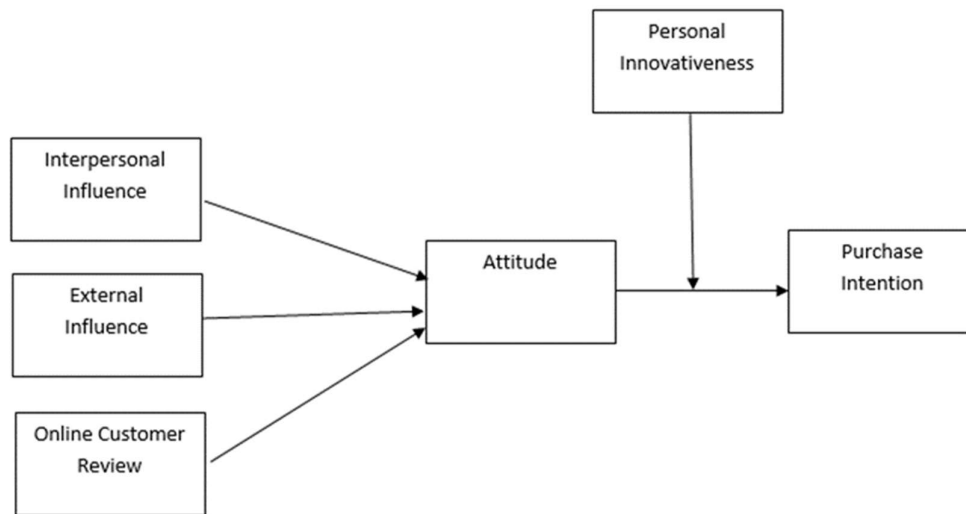 Personal
Innovativeness
Interpersonal
Influence
Attitude
Purchase
Intention
External
Influence
Online Customer
Review